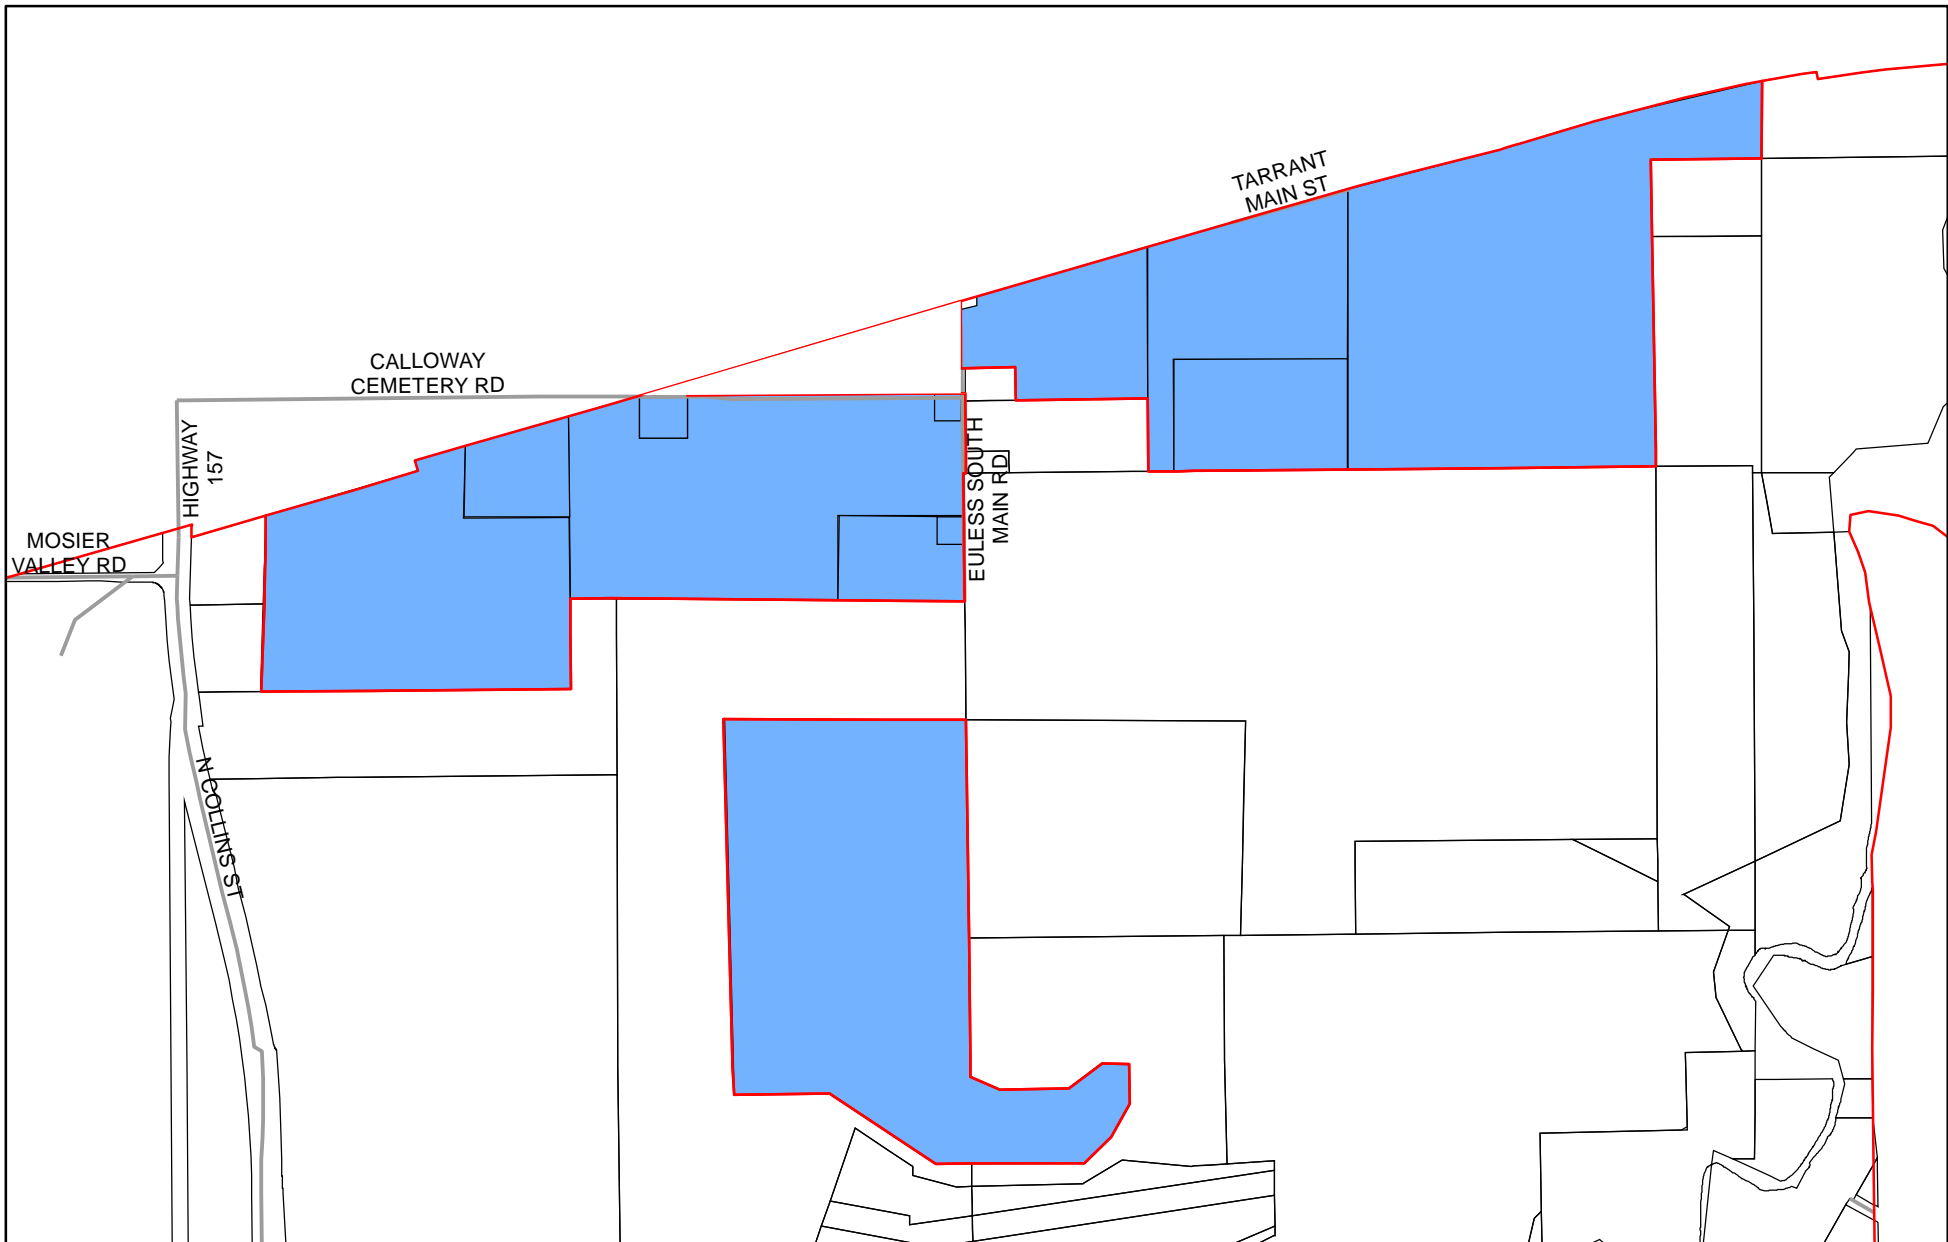 TARRANT
MAIN ST
CALLOWAY
CEMETERY RD
HIGHWAY
157
EULESS SOUTH
MAIN RD
MOSIER
VALLEY RD
N COLLINS ST